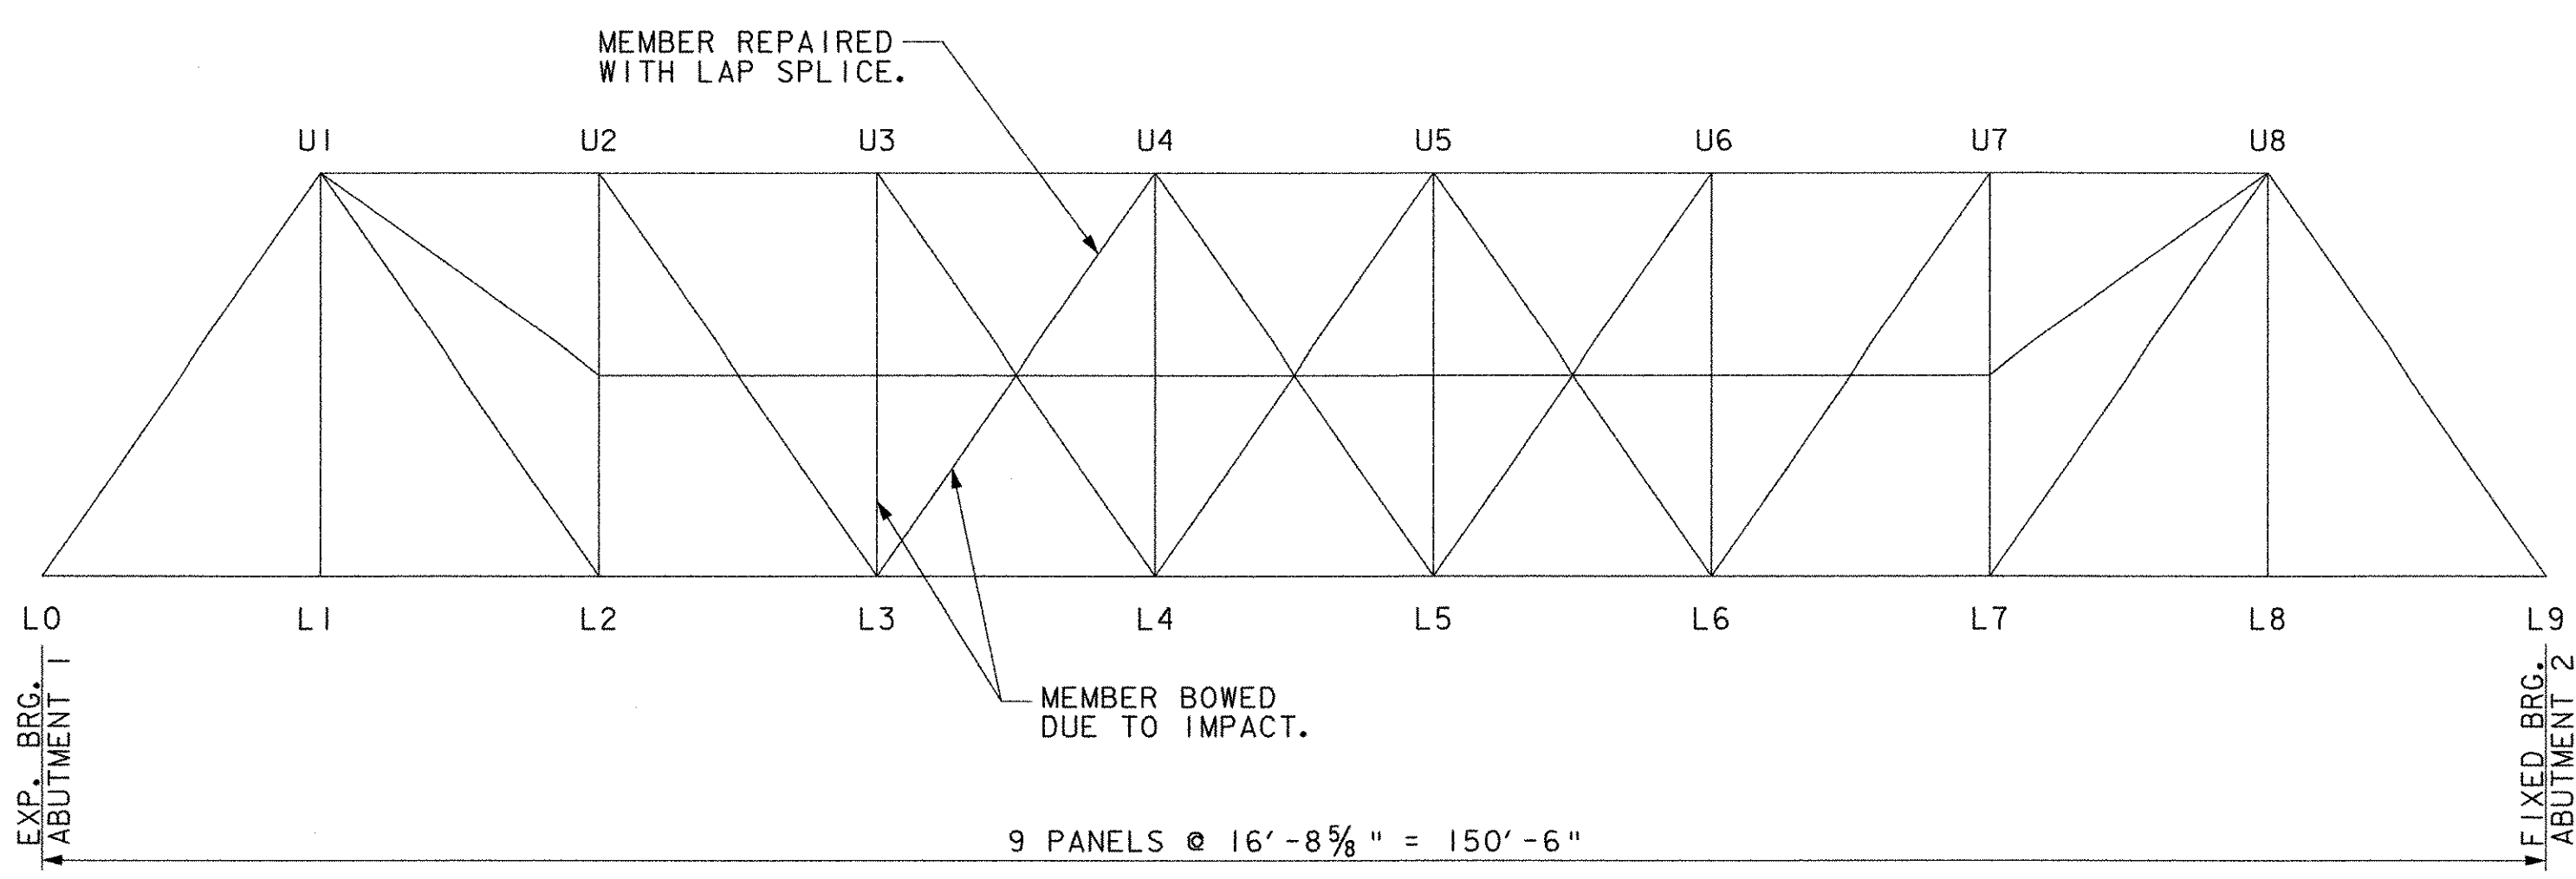 MEMBER REPAIRED
WITH LAP SPLICE.
U1 U2 U3 U4 U5 U6 U7 U8
L0 L1 L2 L3 L4 L5 L6 L7 L8 L9
EXP. BRG.
ABUTMENT 1
MEMBER BOWED
DUE TO IMPACT.
FIXED BRG.
ABUTMENT 2
9 PANELS @ 16'-8⅝" = 150'-6"